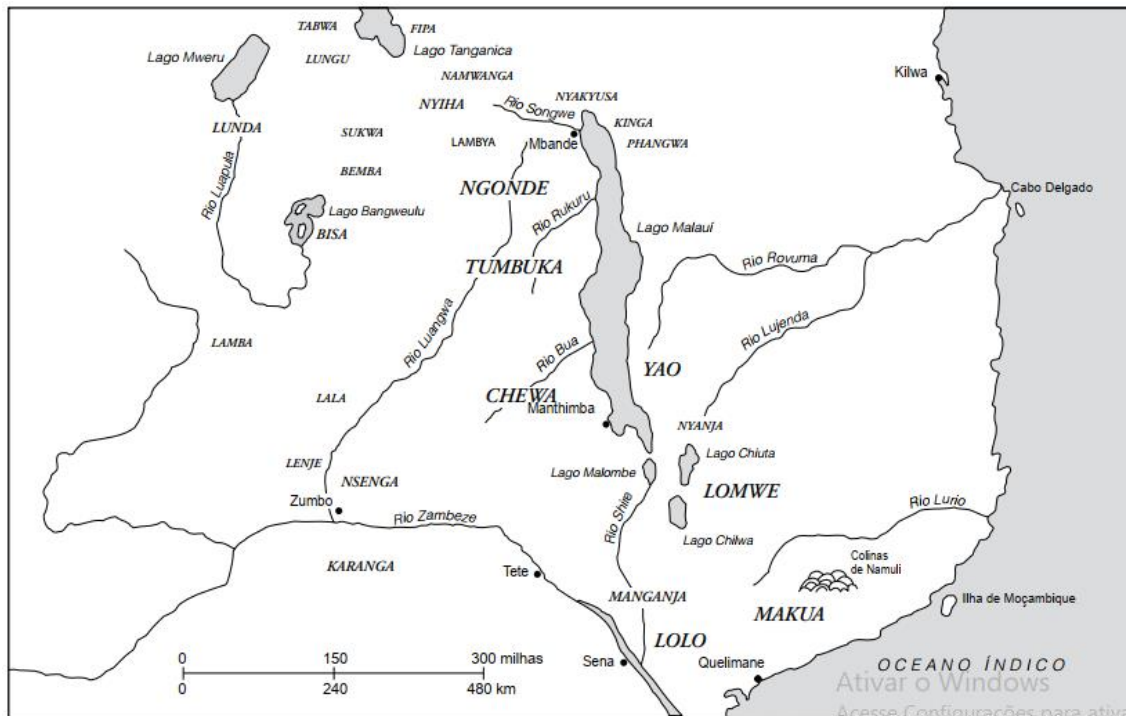 TABWA
FIPA
Lago Mweru
LUNGU
Lago Tanganica
NAMWANGA
Kilwa
NYIHA
Rio Songwe
NYAKYUSA
KINGA
LUNDA
SUKWA
LAMBYA
Mbande
PHANGWA
BEMBA
NGONDE
Cabo Delgado
Rio Luapula
Lago Bangweulu
BISA
Rio Rukuru
Lago Malauí
TUMBUKA
Rio Rovuma
Rio Luangwa
Rio Lujenda
LAMBA
Rio Bua
YAO
LALA
CHEWA
Manthimba
NYANJA
LENJE
NSENGA
Lago Malombe
Lago Chiuta
LOMWE
Zumbo
Rio Zambeze
Rio Shire
Rio Lurio
Lago Chilwa
KARANGA
Tete
Colinas
de Namuli
MANGANJA
MAKUA
Ilha de Moçambique
LOLO
0 150 300 milhas
0 240 480 km
Sena
Quelimane
OCEANO ÍNDICO
Ativar o Windows
Acesse Configurações para ativa